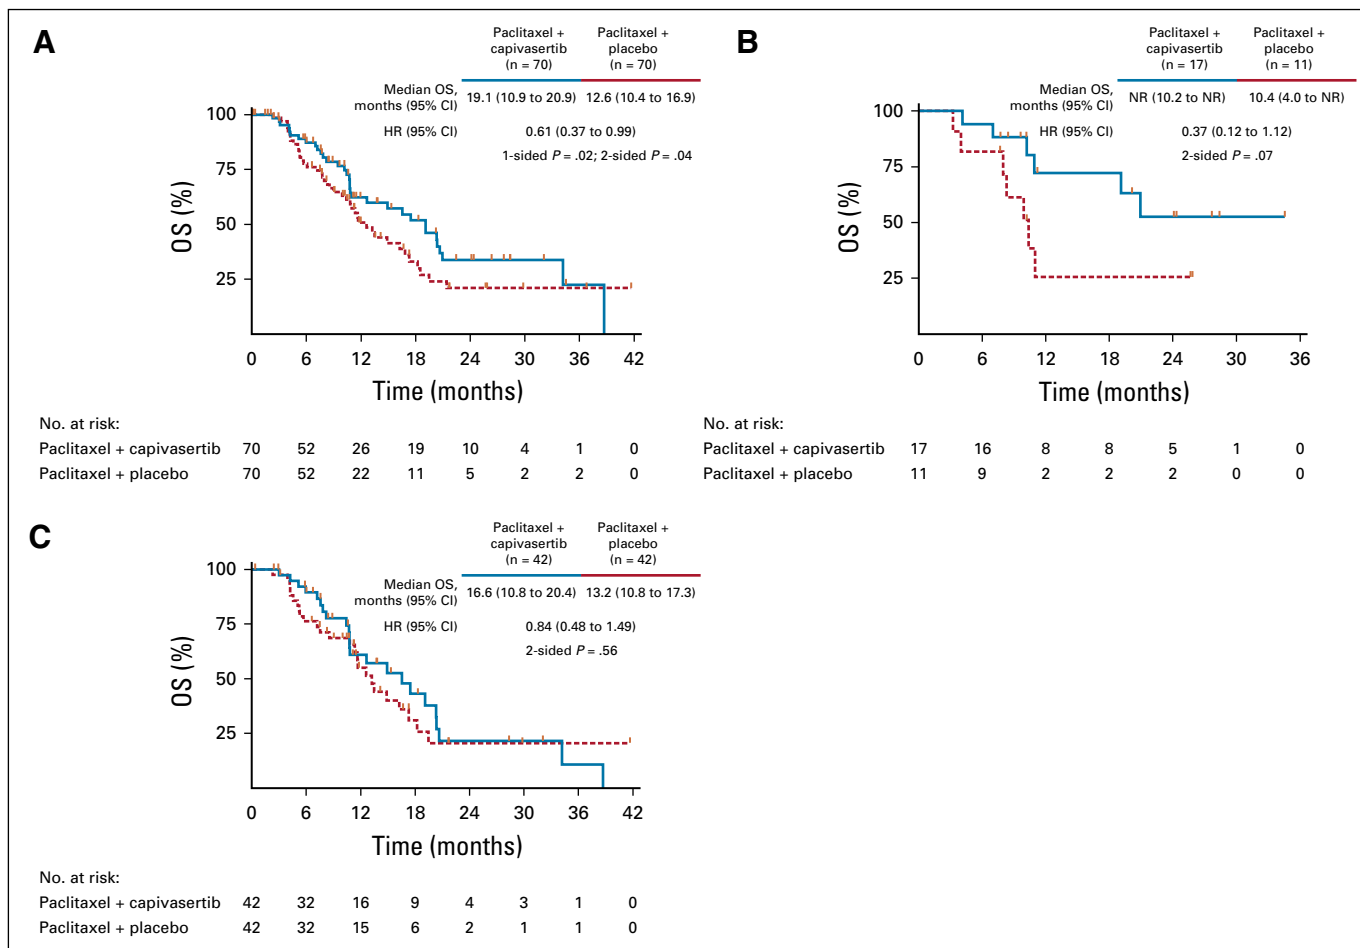 A
Paclitaxel + capivasertib (n = 70)
Paclitaxel + placebo (n = 70)
Median OS, months (95% CI) 19.1 (10.9 to 20.9) 12.6 (10.4 to 16.9)
HR (95% CI) 0.61 (0.37 to 0.99)
1-sided P = .02; 2-sided P = .04
OS (%)
100
75
50
25
0 6 12 18 24 30 36 42
Time (months)
No. at risk:
Paclitaxel + capivasertib 70 52 26 19 10 4 1 0
Paclitaxel + placebo 70 52 22 11 5 2 2 0
B
Paclitaxel + capivasertib (n = 17)
Paclitaxel + placebo (n = 11)
Median OS, months (95% CI) NR (10.2 to NR) 10.4 (4.0 to NR)
HR (95% CI) 0.37 (0.12 to 1.12)
2-sided P = .07
OS (%)
100
75
50
25
0 6 12 18 24 30 36
Time (months)
No. at risk:
Paclitaxel + capivasertib 17 16 8 8 5 1 0
Paclitaxel + placebo 11 9 2 2 2 0 0
C
Paclitaxel + capivasertib (n = 42)
Paclitaxel + placebo (n = 42)
Median OS, months (95% CI) 16.6 (10.8 to 20.4) 13.2 (10.8 to 17.3)
HR (95% CI) 0.84 (0.48 to 1.49)
2-sided P = .56
OS (%)
100
75
50
25
0 6 12 18 24 30 36 42
Time (months)
No. at risk:
Paclitaxel + capivasertib 42 32 16 9 4 3 1 0
Paclitaxel + placebo 42 32 15 6 2 1 1 0